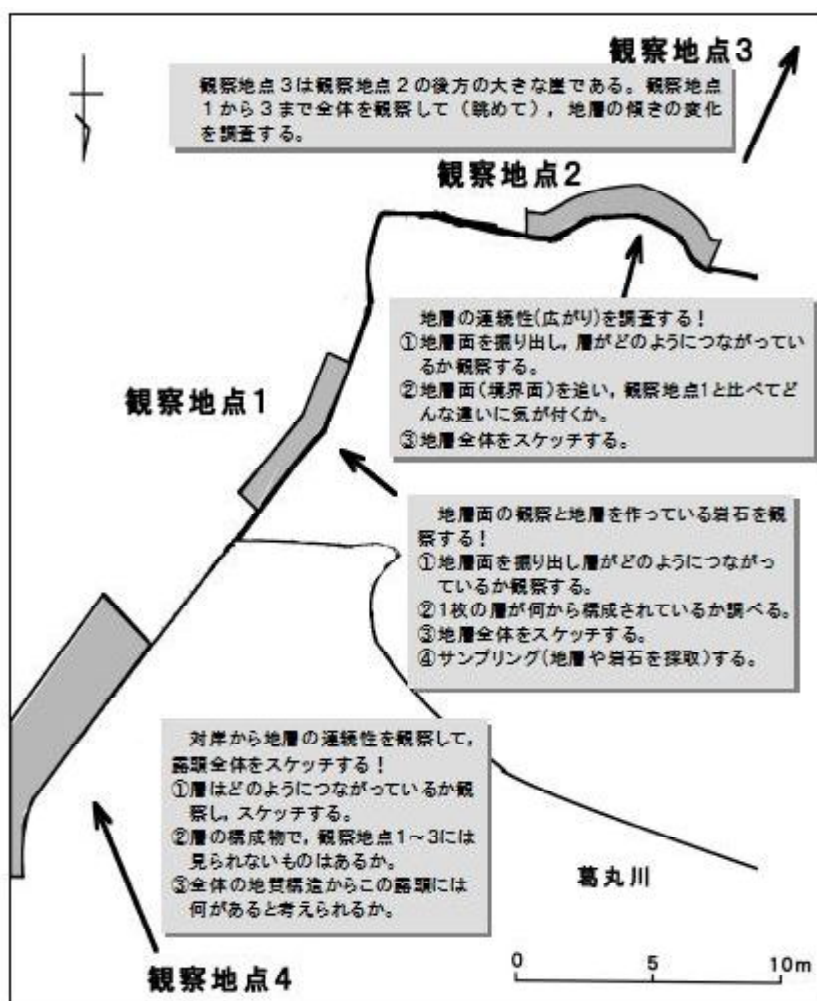 観察地点3
観察地点3は観察地点2の後方の大きな崖である。観察地点
1から3まで全体を観察して（眺めて），地層の傾きの変化
を調査する。
観察地点2
地層の連続性(広がり)を調査する！
①地層面を掘り出し，層がどのようにつながってい
るか観察する。
②地層面(境界面)を追い，観察地点1と比べてど
んな違いに気が付くか。
③地層全体をスケッチする。
観察地点1
地層面の観察と地層を作っている岩石を観
察する！
①地層面を掘り出し層がどのようにつながっ
ているか観察する。
②1枚の層が何から構成されているか調べる。
③地層全体をスケッチする。
④サンプリング(地層や岩石を採取)する。
対岸から地層の連続性を観察して，
露頭全体をスケッチする！
①層はどのようにつながっているか観
察し，スケッチする。
②層の構成物で，観察地点1～3には
見られないものはあるか。
③全体の地質構造からこの露頭には
何があると考えられるか。
葛丸川
観察地点4
0 5 10m